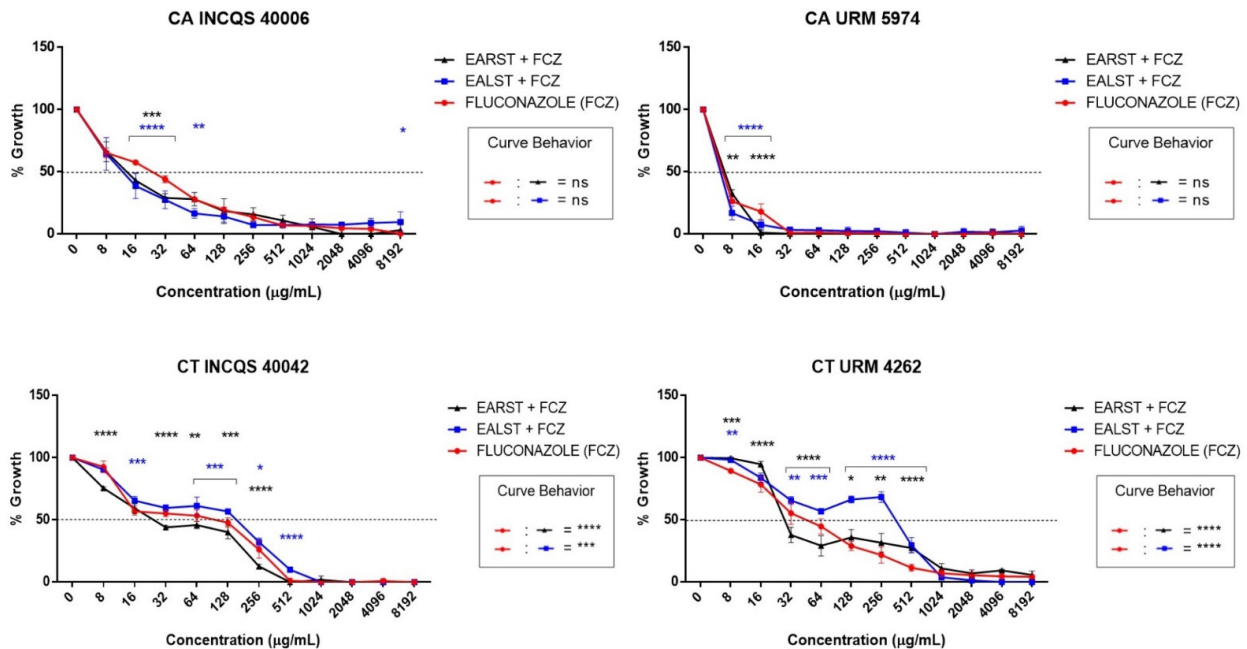 CA INCQS 40006
150
100
50
0
% Growth
*** 
****
**
*
0 8 16 32 64 128 256 512 1024 2048 4096 8192
Concentration (µg/mL)
EARST + FCZ
EALST + FCZ
FLUCONAZOLE (FCZ)
Curve Behavior
: = ns
: = ns
CA URM 5974
150
100
50
0
% Growth
****
** ****
0 8 16 32 64 128 256 512 1024 2048 4096 8192
Concentration (µg/mL)
EARST + FCZ
EALST + FCZ
FLUCONAZOLE (FCZ)
Curve Behavior
: = ns
: = ns
CT INCQS 40042
150
100
50
0
% Growth
**** **** ** ***
*** *** *
****
****
0 8 16 32 64 128 256 512 1024 2048 4096 8192
Concentration (µg/mL)
EARST + FCZ
EALST + FCZ
FLUCONAZOLE (FCZ)
Curve Behavior
: = ****
: = ***
CT URM 4262
150
100
50
0
% Growth
***
** **** **** ****
** *** * ** ****
0 8 16 32 64 128 256 512 1024 2048 4096 8192
Concentration (µg/mL)
EARST + FCZ
EALST + FCZ
FLUCONAZOLE (FCZ)
Curve Behavior
: = ****
: = ****